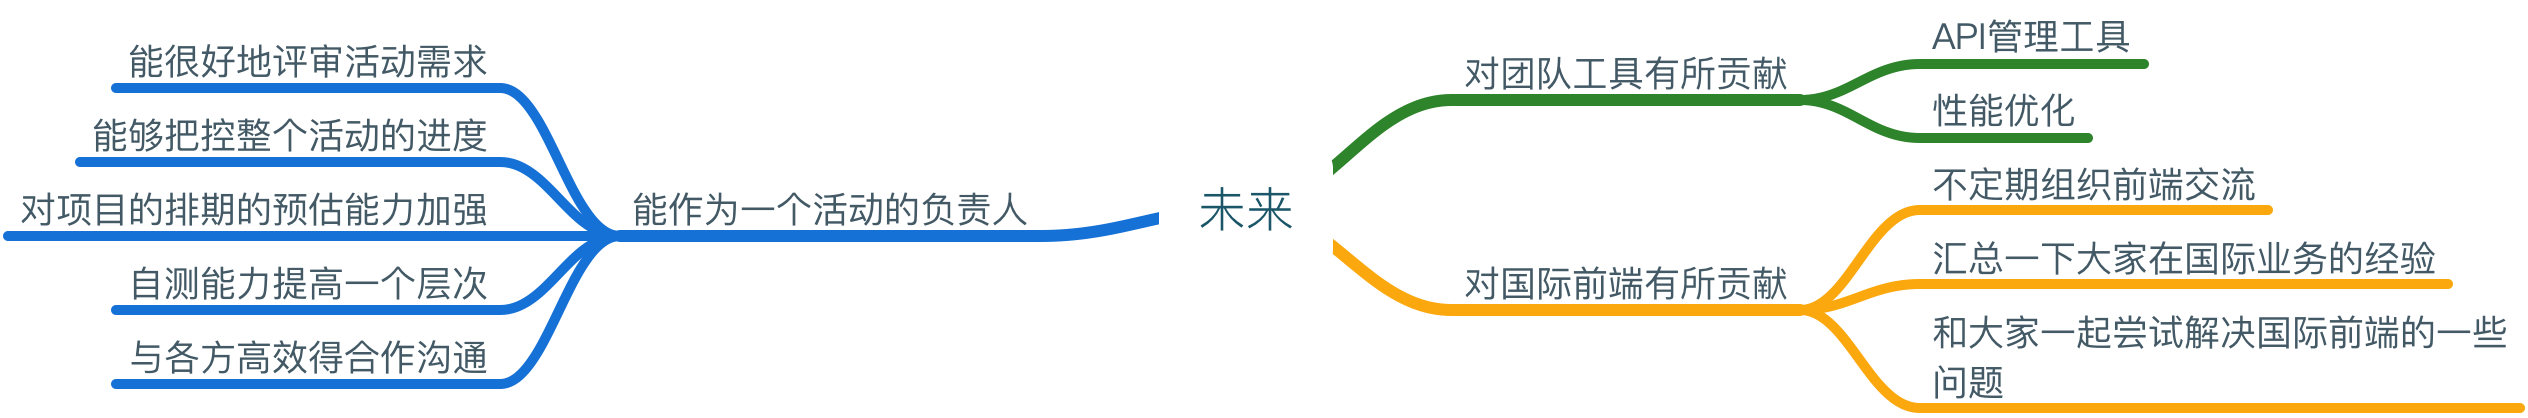 能很好地评审活动需求
能够把控整个活动的进度
对项目的排期的预估能力加强
自测能力提高一个层次
与各方高效得合作沟通
能作为一个活动的负责人
未来
对团队工具有所贡献
API管理工具
性能优化
对国际前端有所贡献
不定期组织前端交流
汇总一下大家在国际业务的经验
和大家一起尝试解决国际前端的一些
问题